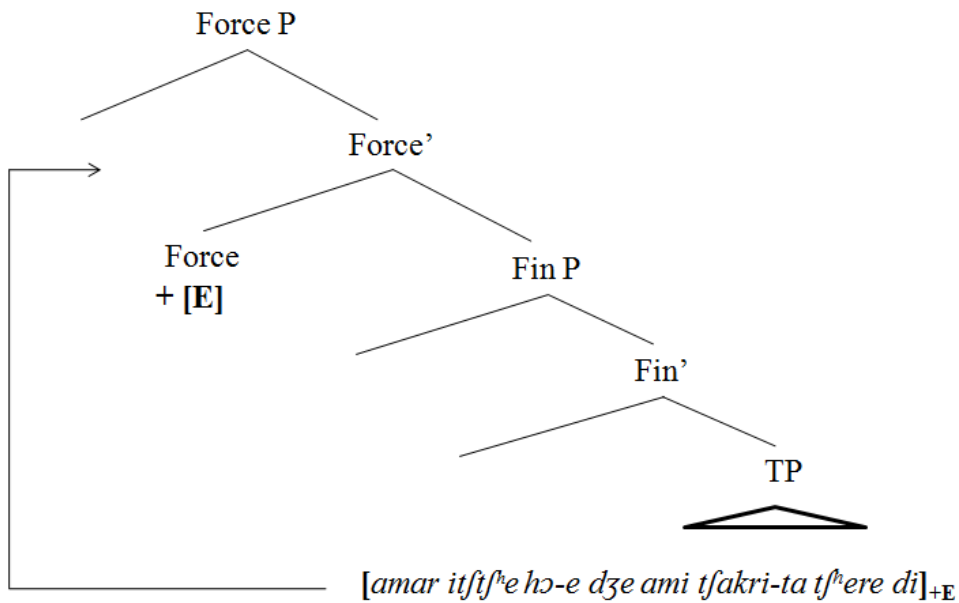 Force P
Force’
Force
+ [E]
Fin P
Fin’
TP
[amar itʃtʃʰe hɔ-e dʒe ami tʃakri-ta tʃʰere di]+E